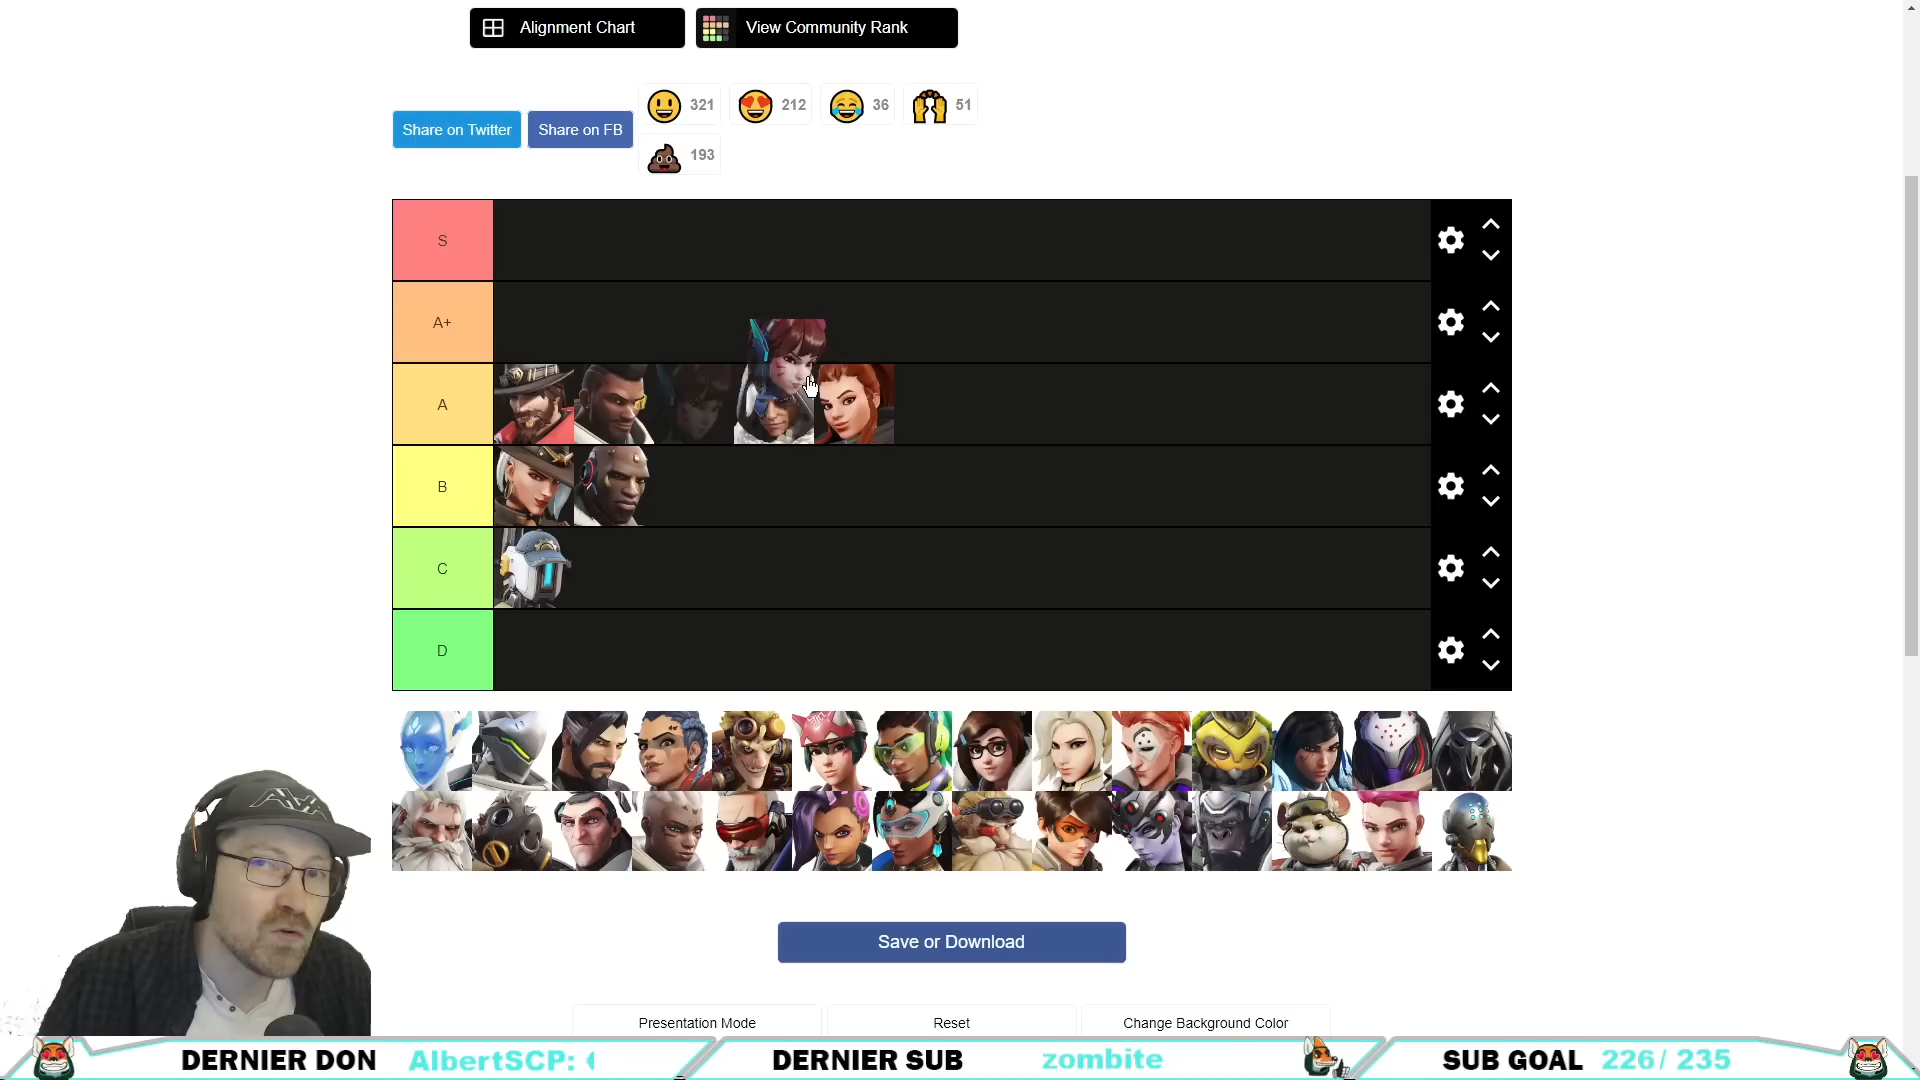 Alignment Chart
View Community Rank
321
212
36
51
Share on Twitter
Share on FB
193
S
A+
A
B
C
D
Save or Download
Presentation Mode
Reset
Change Background Color
DERNIER DON AlbertSCP:
DERNIER SUB zombite
SUB GOAL 226/ 235